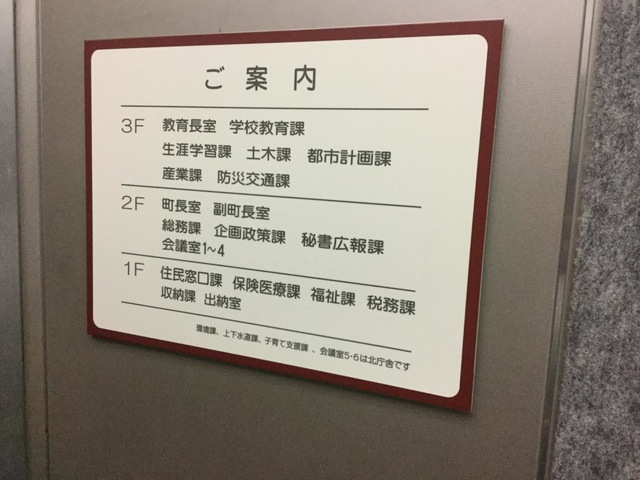 ご案内
3F 教育長室 学校教育課
生涯学習課 土木課 都市計画課
産業課 防災交通課
2F 町長室 副町長室
総務課 企画政策課 秘書広報課
会議室1~4
1F 住民窓口課 保険医療課 福祉課 税務課
収納課 出納室
環境課、上下水道課、子育て支援課、会議室5・6は北庁舎です